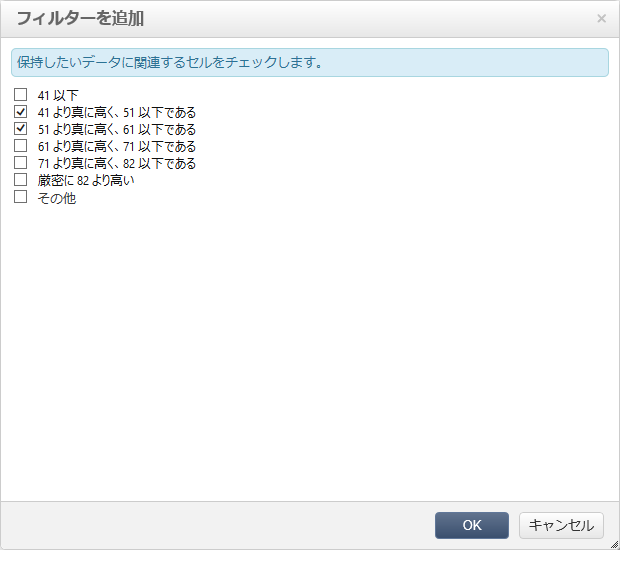 フィルターを追加
×
保持したいデータに関連するセルをチェックします。
41 以下
41 より真に高く、51 以下である
51 より真に高く、61 以下である
61 より真に高く、71 以下である
71 より真に高く、82 以下である
厳密に 82 より高い
その他
OK キャンセル